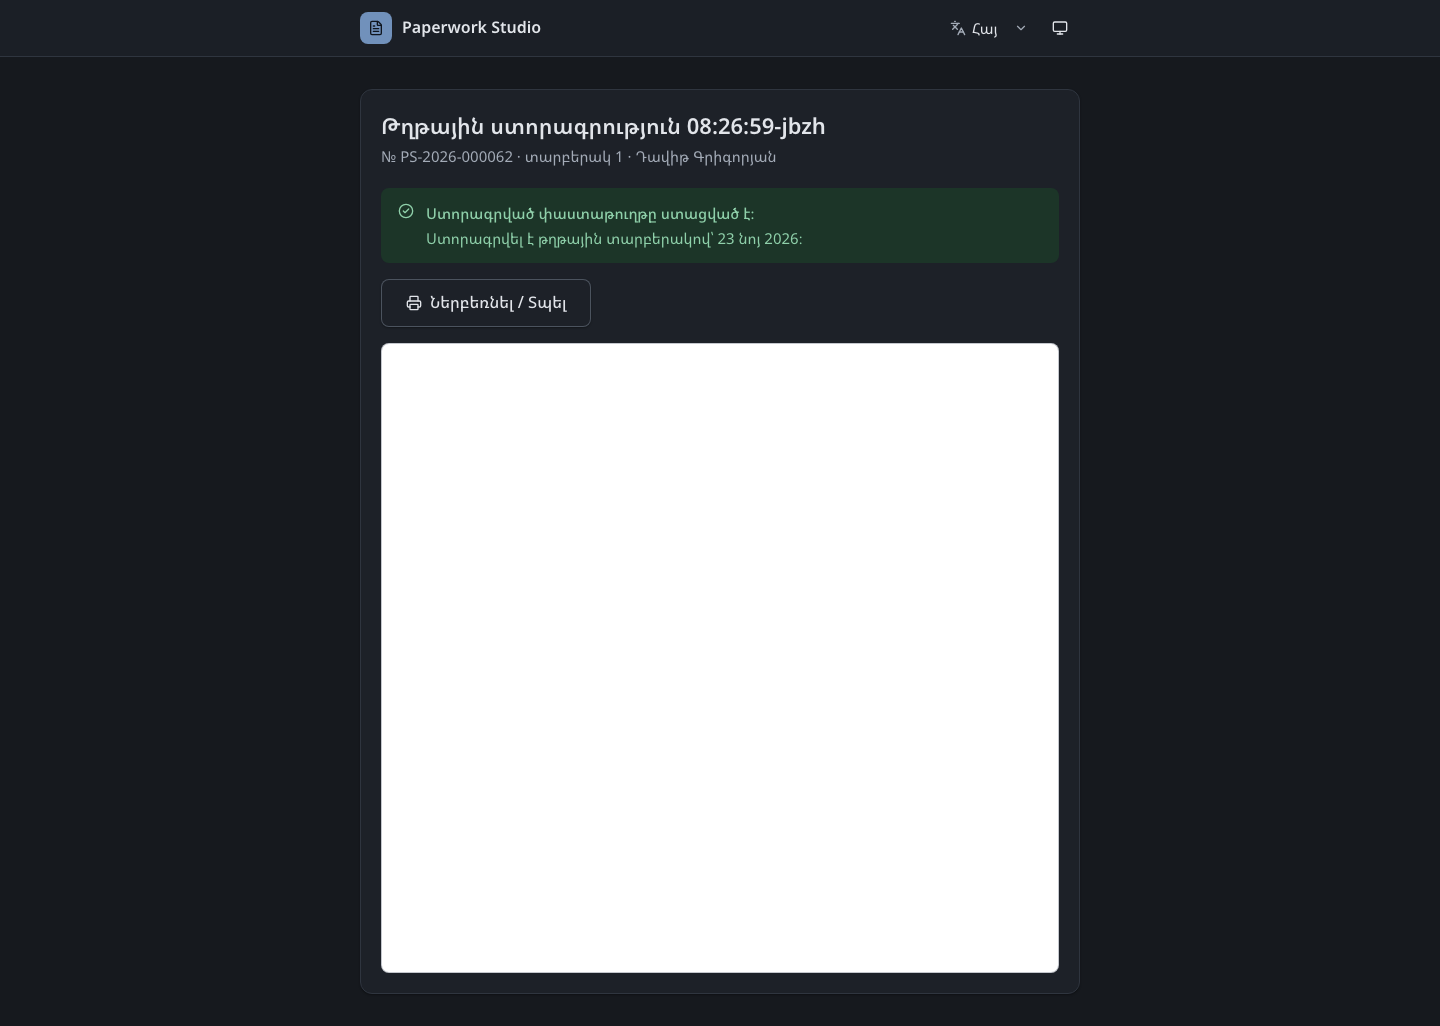 Paperwork Studio
Հայ
Թղթային ստորագրություն 08:26:59-jbzh
№ PS-2026-000062 · տարբերակ 1 · Դավիթ Գրիգորյան
Ստորագրված փաստաթուղթը ստացված է։
Ստորագրվել է թղթային տարբերակով՝ 23 նոյ 2026։
Ներբեռնել / Տպել